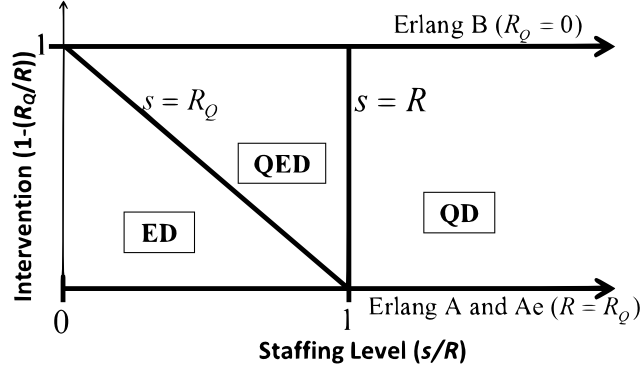 Erlang B (R_Q = 0)
1
s = R_Q
s = R
QED
QD
ED
Intervention (1-(R_Q/R))
Erlang A and Ae (R = R_Q)
0
1
Staffing Level (s/R)